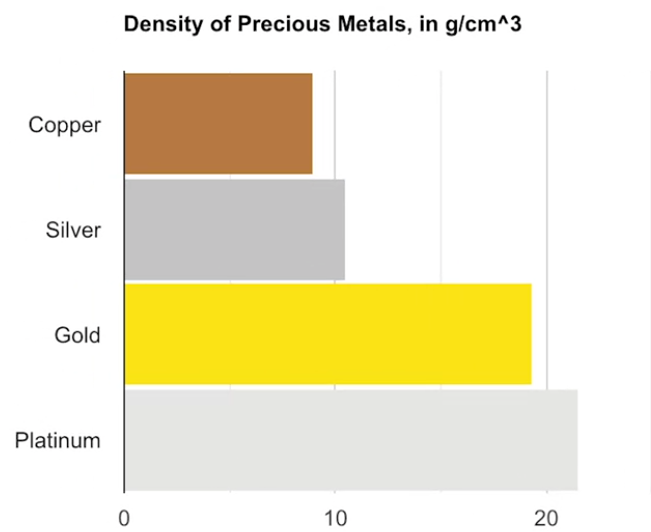 Density of Precious Metals, in g/cm^3
Copper
Silver
Gold
Platinum
0 10 20